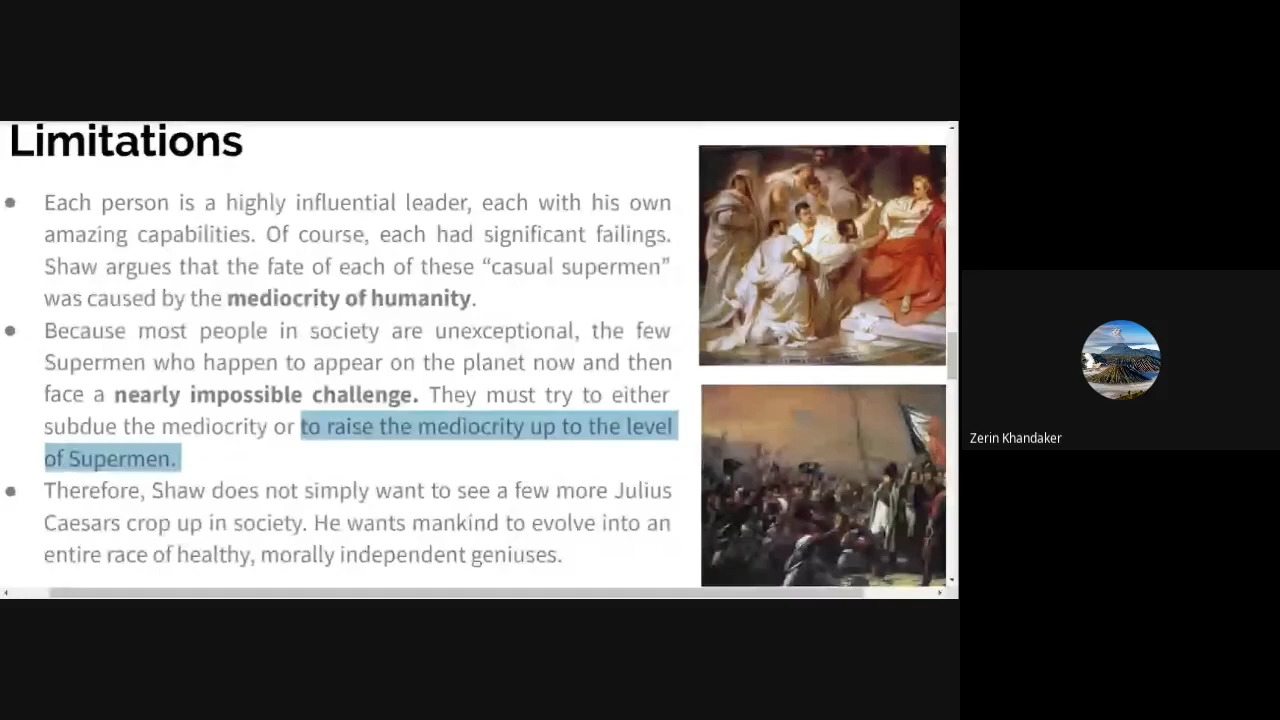 Limitations
● Each person is a highly influential leader, each with his own
amazing capabilities. Of course, each had significant failings.
Shaw argues that the fate of each of these “casual supermen”
was caused by the mediocrity of humanity.
● Because most people in society are unexceptional, the few
Supermen who happen to appear on the planet now and then
face a nearly impossible challenge. They must try to either
subdue the mediocrity or to raise the mediocrity up to the level
of Supermen.
● Therefore, Shaw does not simply want to see a few more Julius
Caesars crop up in society. He wants mankind to evolve into an
entire race of healthy, morally independent geniuses.
Zerin Khandaker